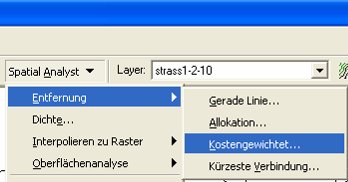 Spatial Analyst Layer: strass1-2-10
Entfernung
Dichte...
Interpolieren zu Raster
Oberflächenanalyse
Gerade Linie...
Allokation...
Kostengewichtet...
Kürzeste Verbindung...